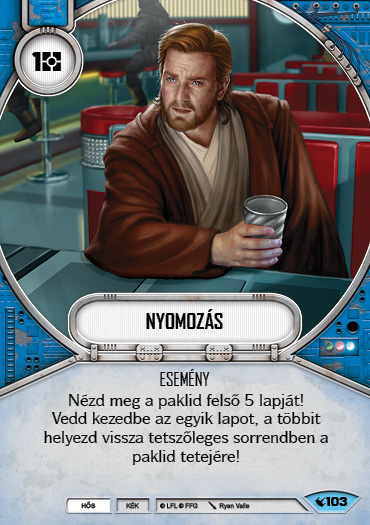 1
NYOMOZÁS
ESEMÉNY
Nézd meg a paklid felső 5 lapját!
Vedd kezedbe az egyik lapot, a többit
helyezd vissza tetszőleges sorrendben a
paklid tetejére!
HŐS KÉK © LFL © FFG Ryan Valle 103